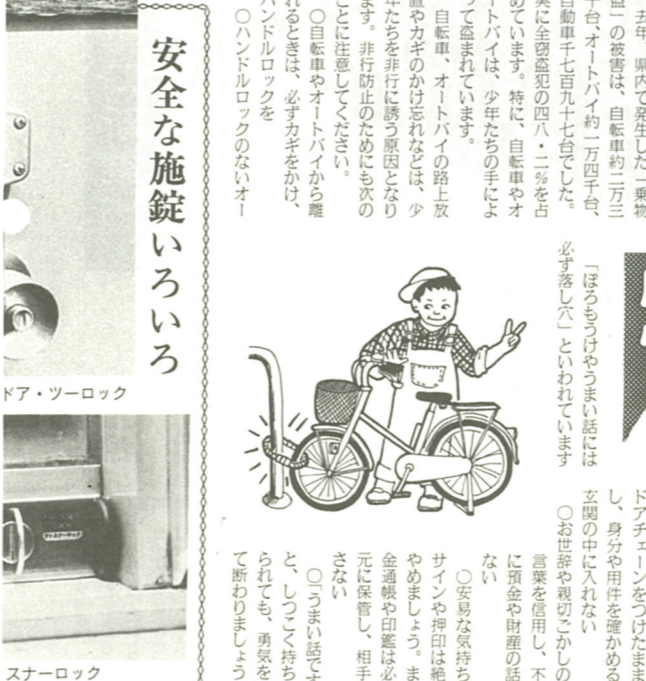 去年、県内で発生した「乗物
盗」の被害は、自転車約二万三
千台、オートバイ約一万四千台、
自動車千七百九十七台でした。
実に全窃盗犯の四八・二%を占
めています。特に、自転車やオ
ートバイは、少年たちの手によ
って盗まれています。
自転車、オートバイの路上放
置やカギのかけ忘れなどは、少
年たちを非行に誘う原因となり
ます。非行防止のためにも次の
ことに注意してください。
○自転車やオートバイから離
れるときは、必ずカギをかけ、
ハンドルロックを
○ハンドルロックのないオー
「ぼろもうけやうまい話には
必ず落し穴」といわれています
ドアチェーンをつけたまま
し、身分や用件を確かめる
玄関の中に入れない
○お世辞や親切ごかしの
言葉を信用し、不
に預金や財産の話
ない
○安易な気持ち
サインや押印は絶
やめましょう。ま
金通帳や印鑑は必
元に保管し、相手
さない
○「うまい話です
と、しつこく持ち
られても、勇気を
て断わりましょう
安全な施錠いろいろ
ドア・ツーロック
スナーロック